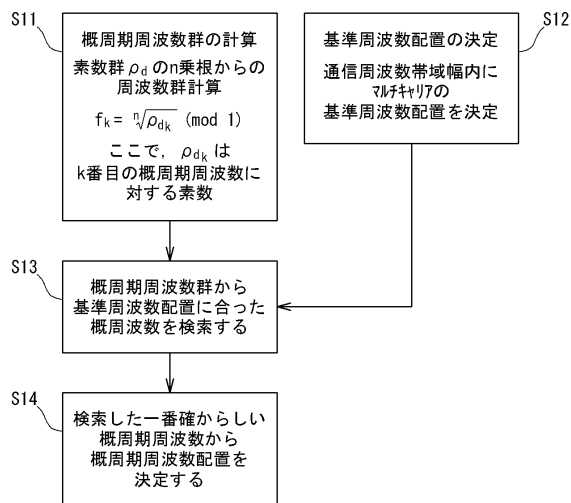 S11
概周期周波数群の計算
素数群 ρd のn乗根からの
周波数群計算
fk = ⁿ√ρdk (mod 1)
ここで, ρdk は
k番目の概周期周波数に
対する素数
S12
基準周波数配置の決定
通信周波数帯域幅内に
マルチキャリアの
基準周波数配置を決定
S13
概周期周波数群から
基準周波数配置に合った
概周波数を検索する
S14
検索した一番確からしい
概周期周波数から
概周期周波数配置を
決定する